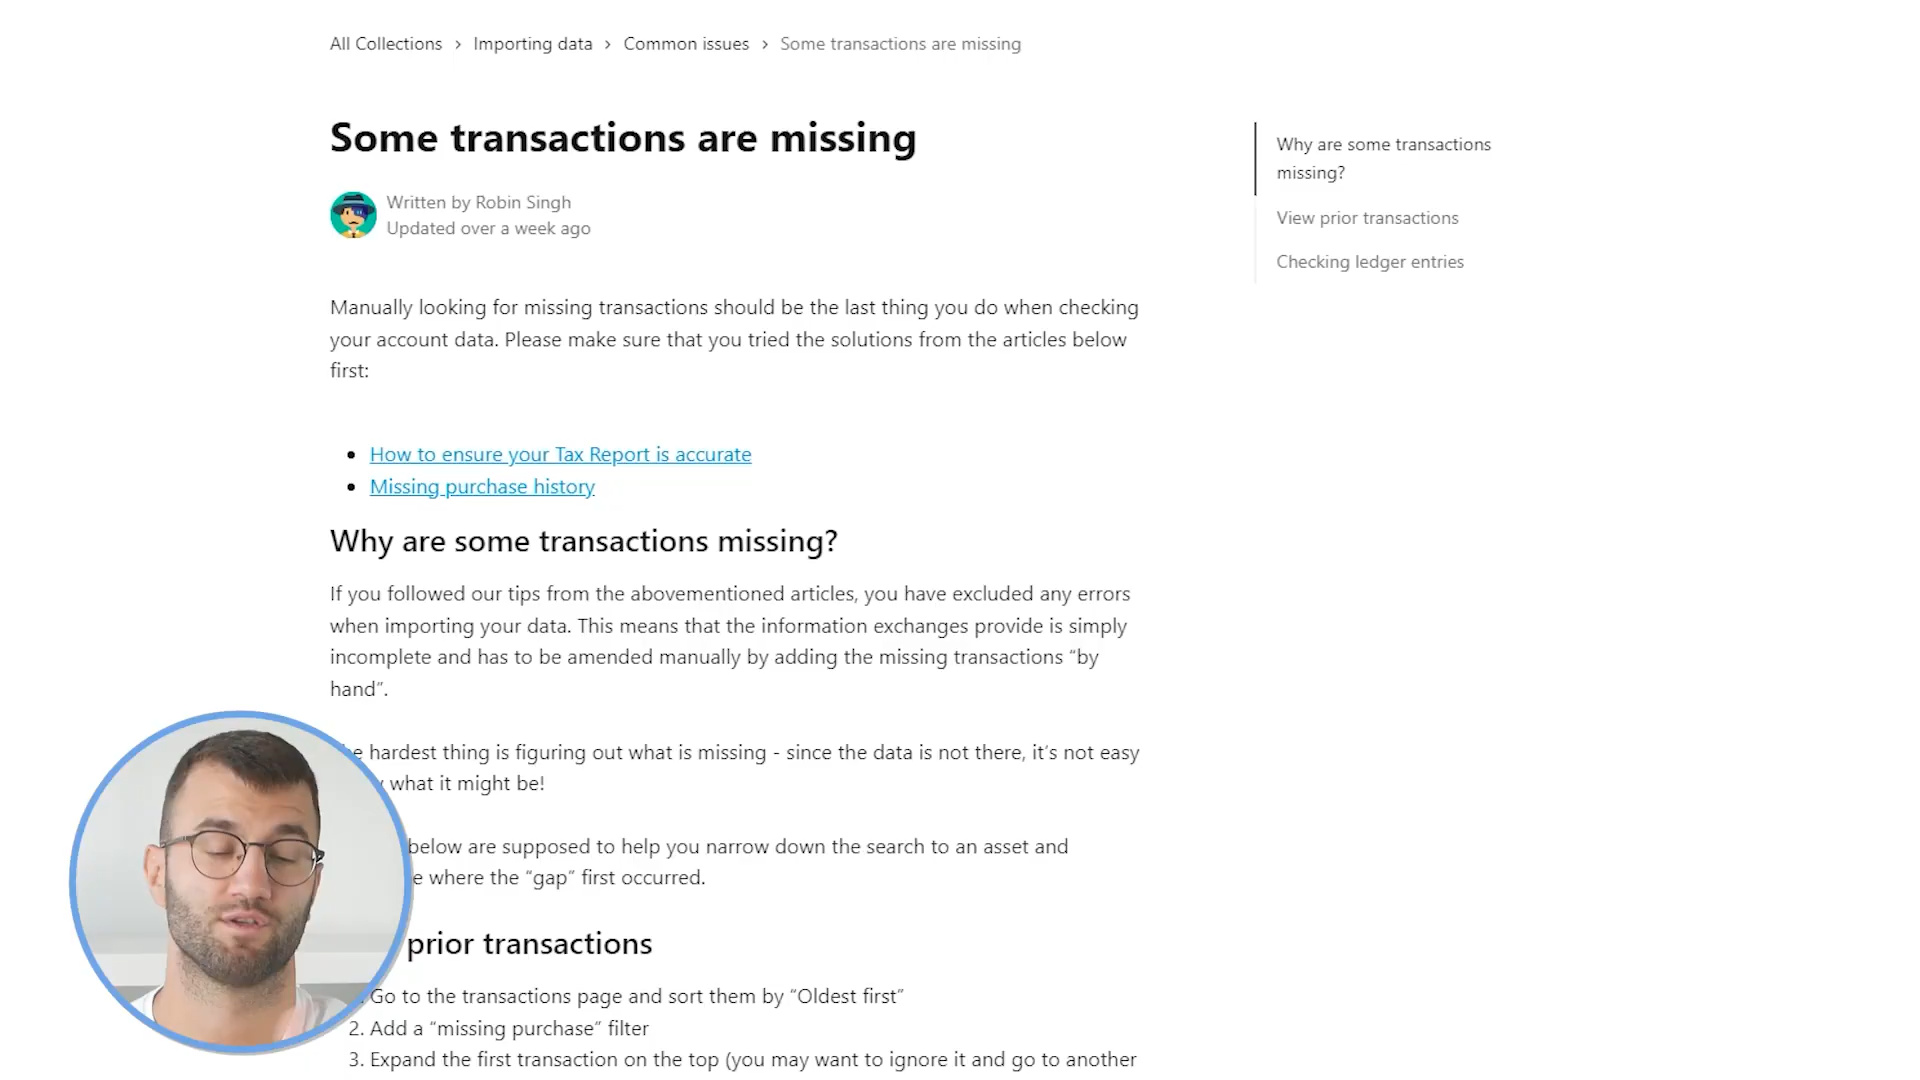 All Collections > Importing data > Common issues > Some transactions are missing
Some transactions are missing
Written by Robin Singh
Updated over a week ago
Why are some transactions
missing?
View prior transactions
Checking ledger entries
Manually looking for missing transactions should be the last thing you do when checking
your account data. Please make sure that you tried the solutions from the articles below
first:
• How to ensure your Tax Report is accurate
• Missing purchase history
Why are some transactions missing?
If you followed our tips from the abovementioned articles, you have excluded any errors
when importing your data. This means that the information exchanges provide is simply
incomplete and has to be amended manually by adding the missing transactions “by
hand”.
hardest thing is figuring out what is missing - since the data is not there, it’s not easy
what it might be!
below are supposed to help you narrow down the search to an asset and
where the “gap” first occurred.
prior transactions
Go to the transactions page and sort them by “Oldest first”
2. Add a “missing purchase” filter
3. Expand the first transaction on the top (you may want to ignore it and go to another